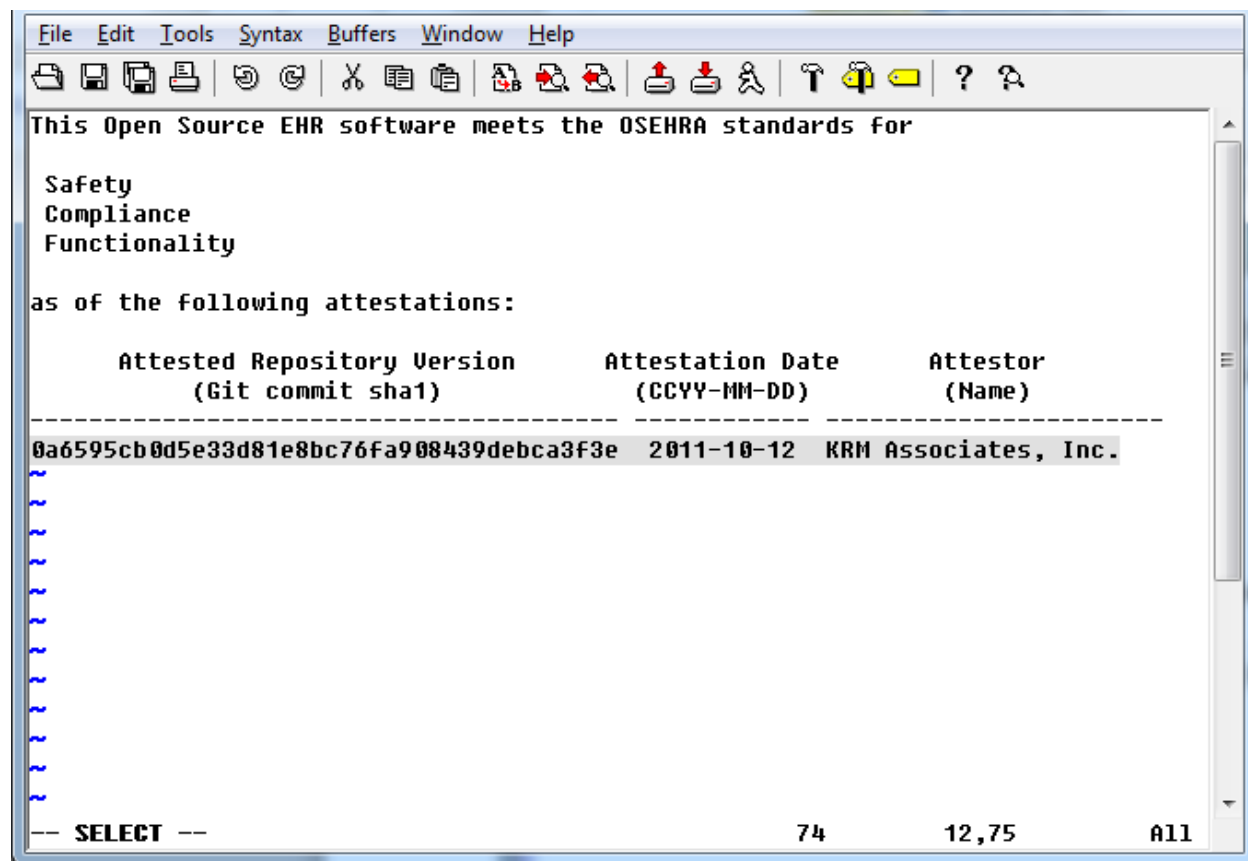 File Edit Tools Syntax Buffers Window Help
This Open Source EHR software meets the OSEHRA standards for
Safety
Compliance
Functionality
as of the following attestations:
Attested Repository Version Attestation Date Attestor
(Git commit sha1) (CCYY-MM-DD) (Name)
---------------------------------------- ------------ -----------------------
0a6595cb0d5e33d81e8bc76fa908439debca3f3e 2011-10-12 KRM Associates, Inc.
~
~
~
~
~
~
~
~
~
~
~
~
-- SELECT -- 74 12,75 All